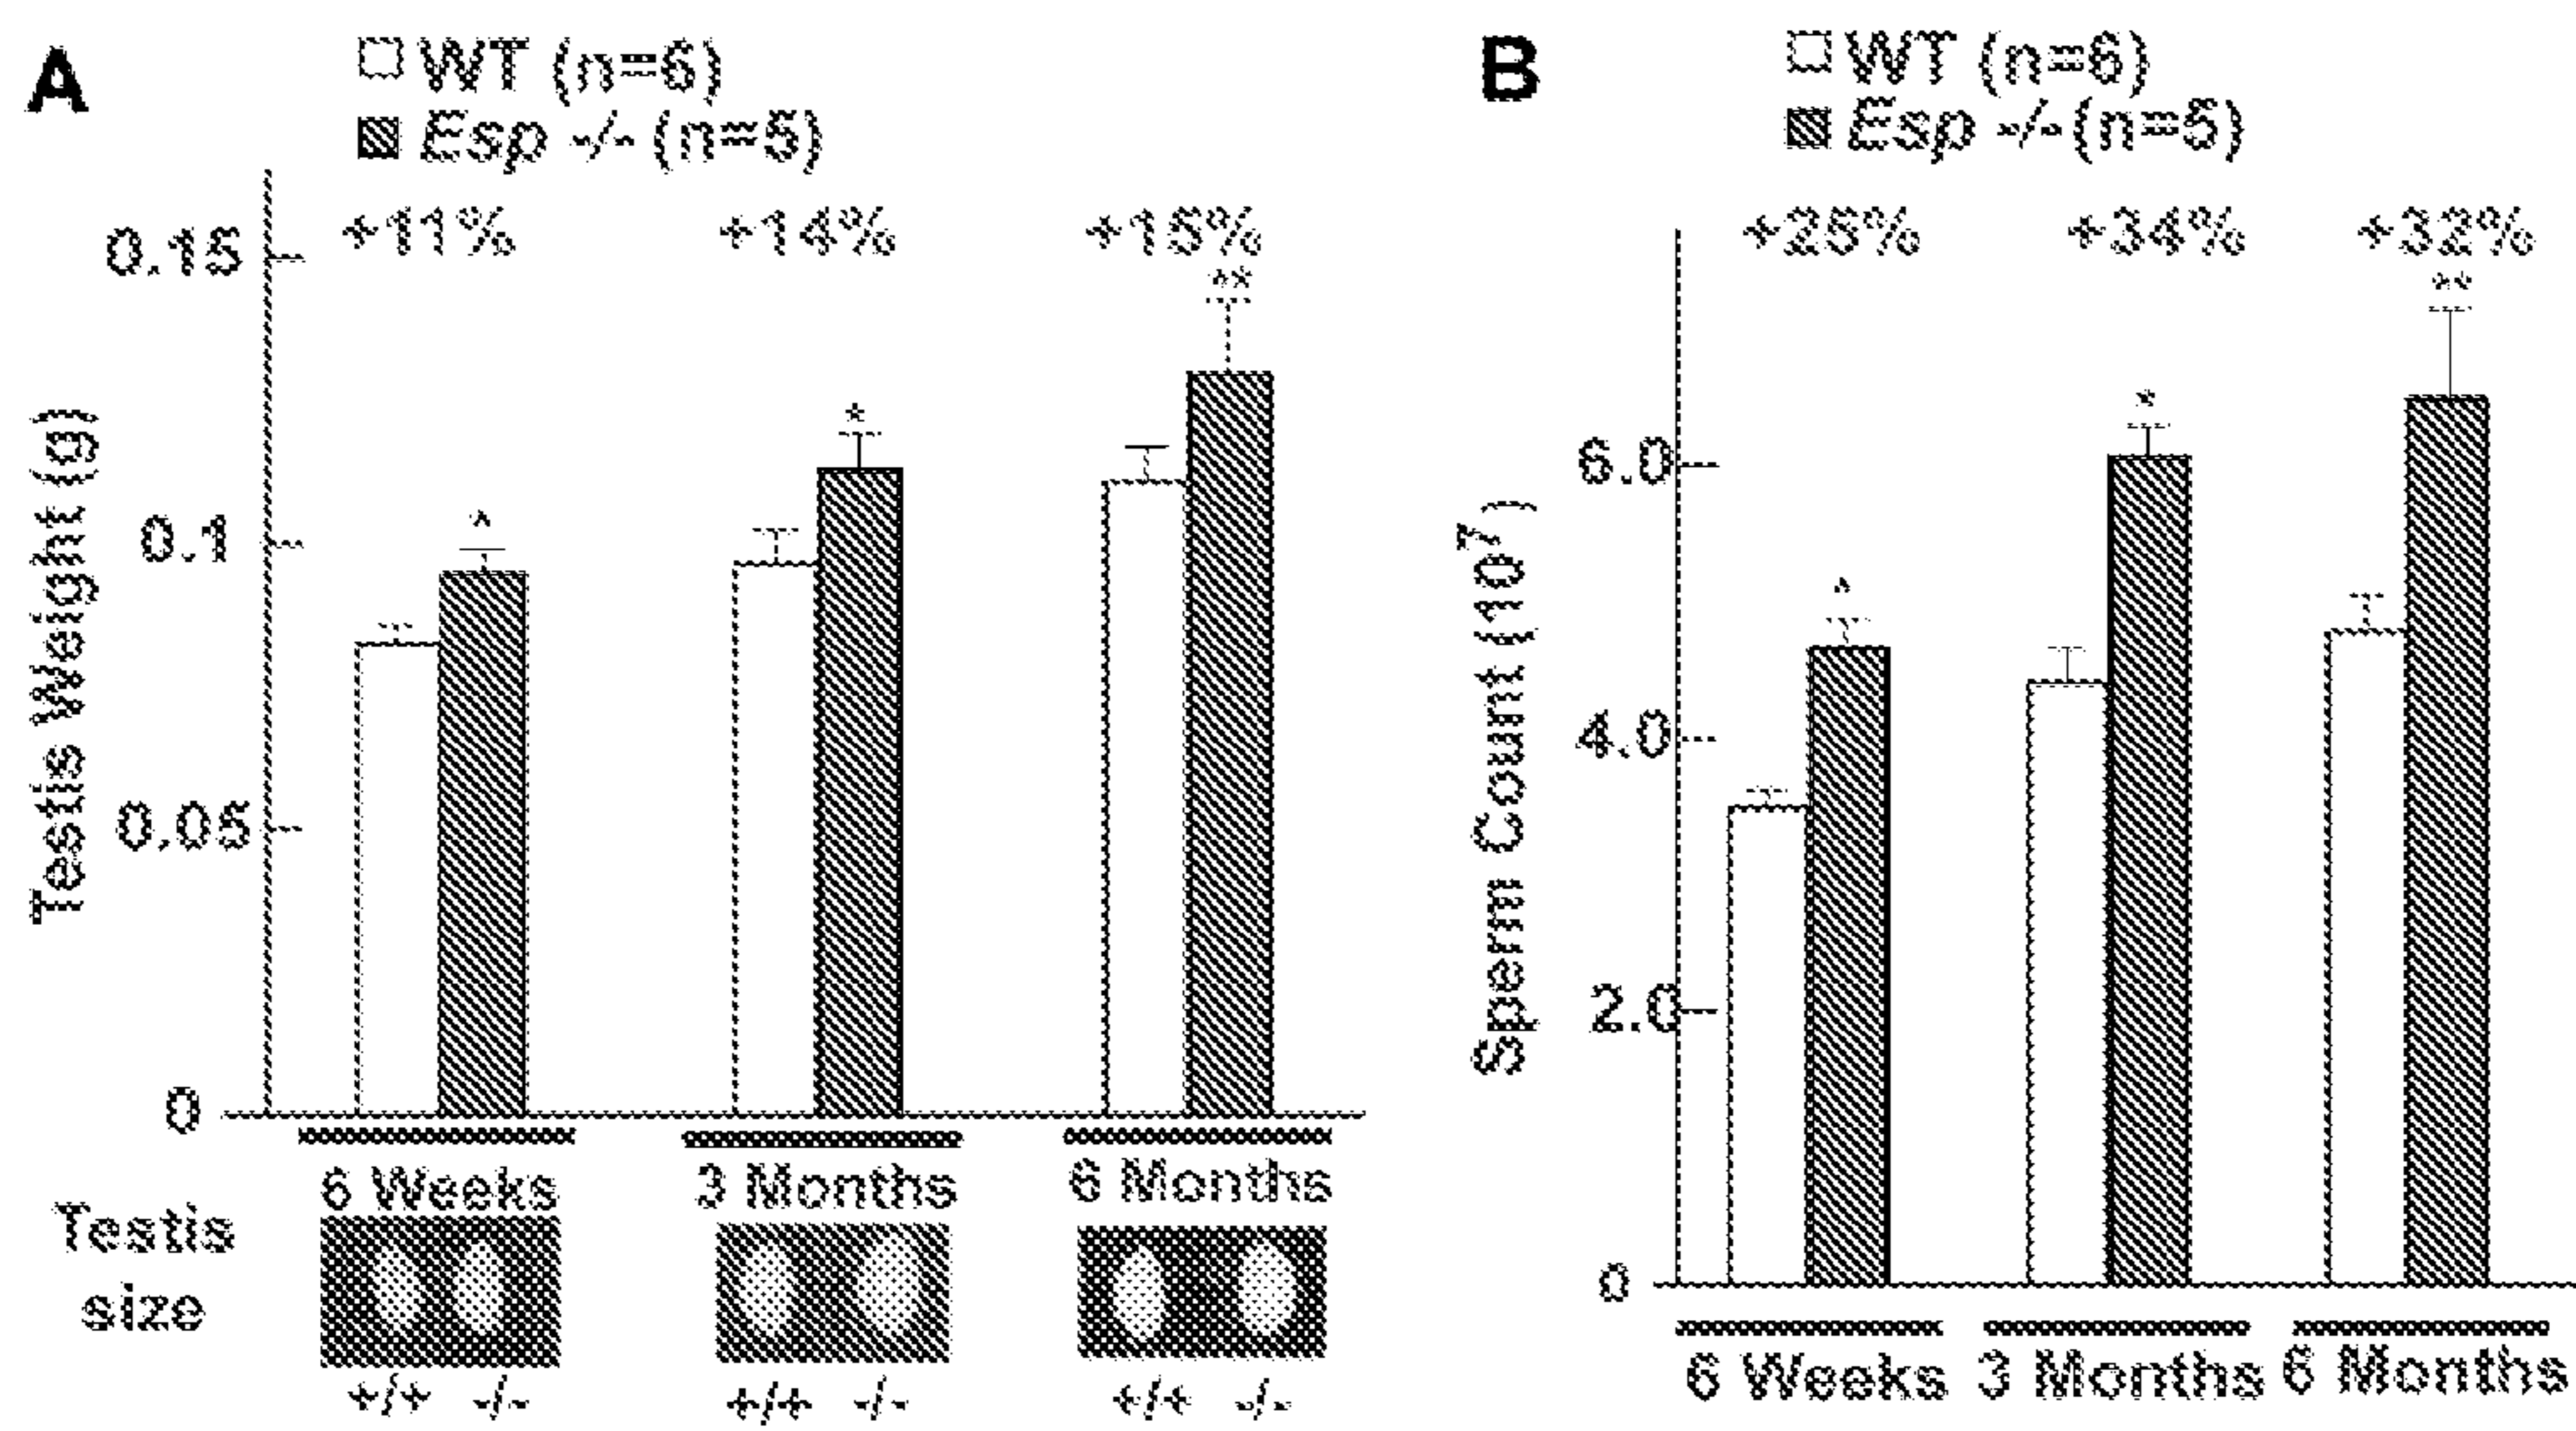 A
WT (n=6)
Esp -/- (n=5)
+11% +14% +15%
**
*
*
0.15
0.1
0.05
0
Testis Weight (g)
6 Weeks 3 Months 6 Months
Testis
size
+/+ -/- +/+ -/- +/+ -/-
B
WT (n=6)
Esp -/- (n=5)
+25% +34% +32%
**
*
*
6.0
4.0
2.0
0
Sperm Count (10⁷)
6 Weeks 3 Months 6 Months